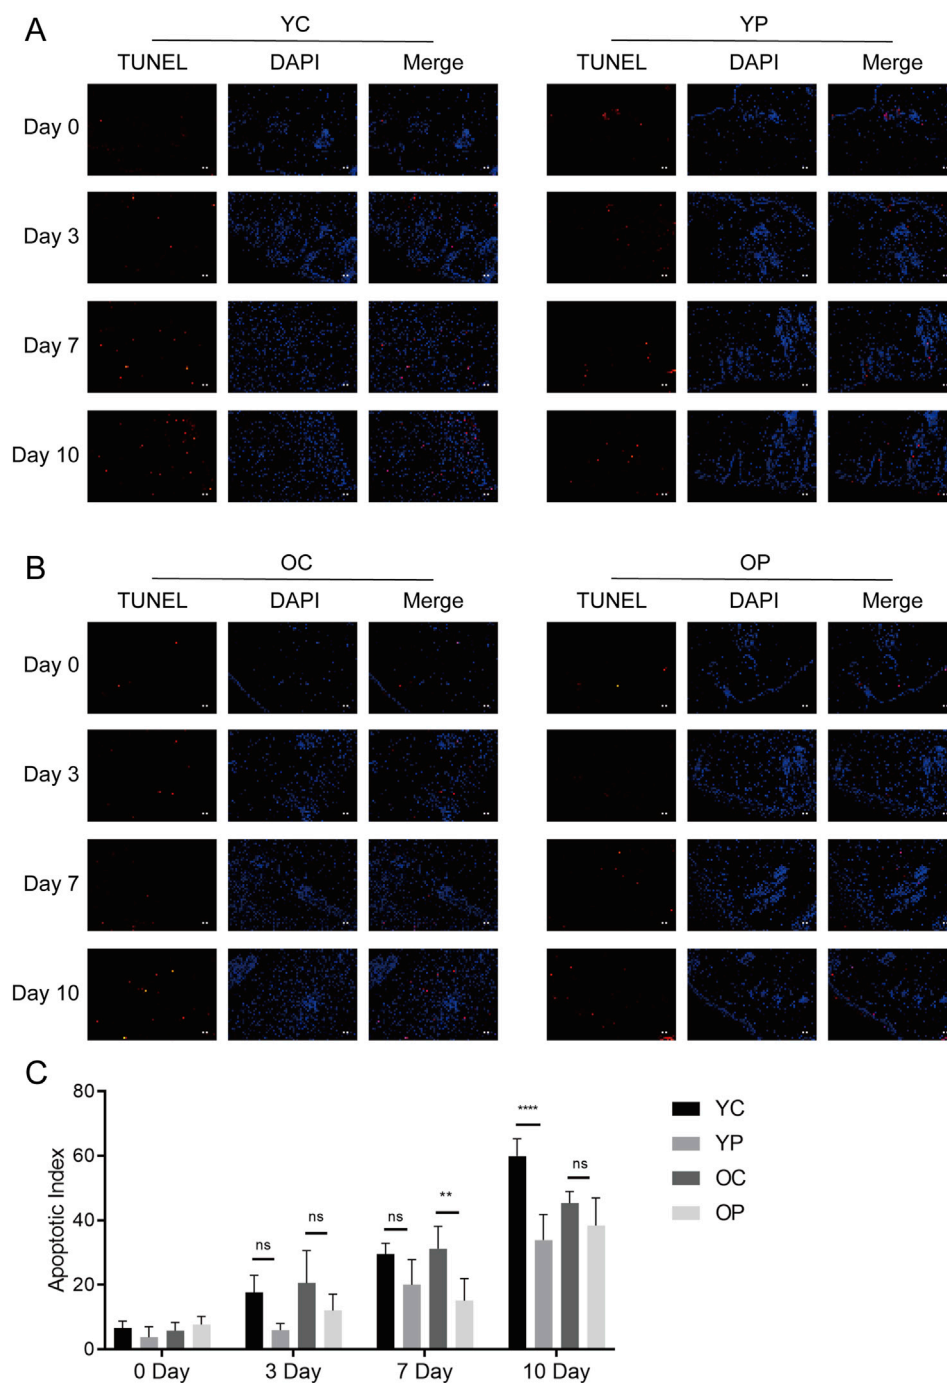 A
YC YP
TUNEL DAPI Merge TUNEL DAPI Merge
Day 0
Day 3
Day 7
Day 10
B
OC OP
TUNEL DAPI Merge TUNEL DAPI Merge
Day 0
Day 3
Day 7
Day 10
C
Apoptotic Index
80
60
40
20
0
ns ns ns ** **** ns
0 Day 3 Day 7 Day 10 Day
YC
YP
OC
OP